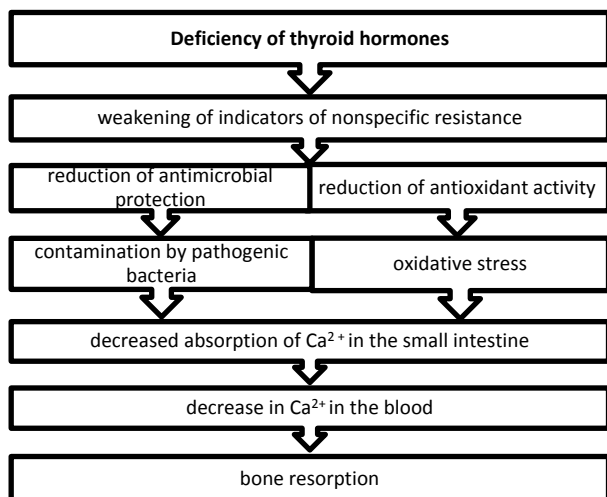 Deficiency of thyroid hormones
weakening of indicators of nonspecific resistance
reduction of antimicrobial
protection
reduction of antioxidant activity
contamination by pathogenic
bacteria
oxidative stress
decreased absorption of Ca²⁺ in the small intestine
decrease in Ca²⁺ in the blood
bone resorption